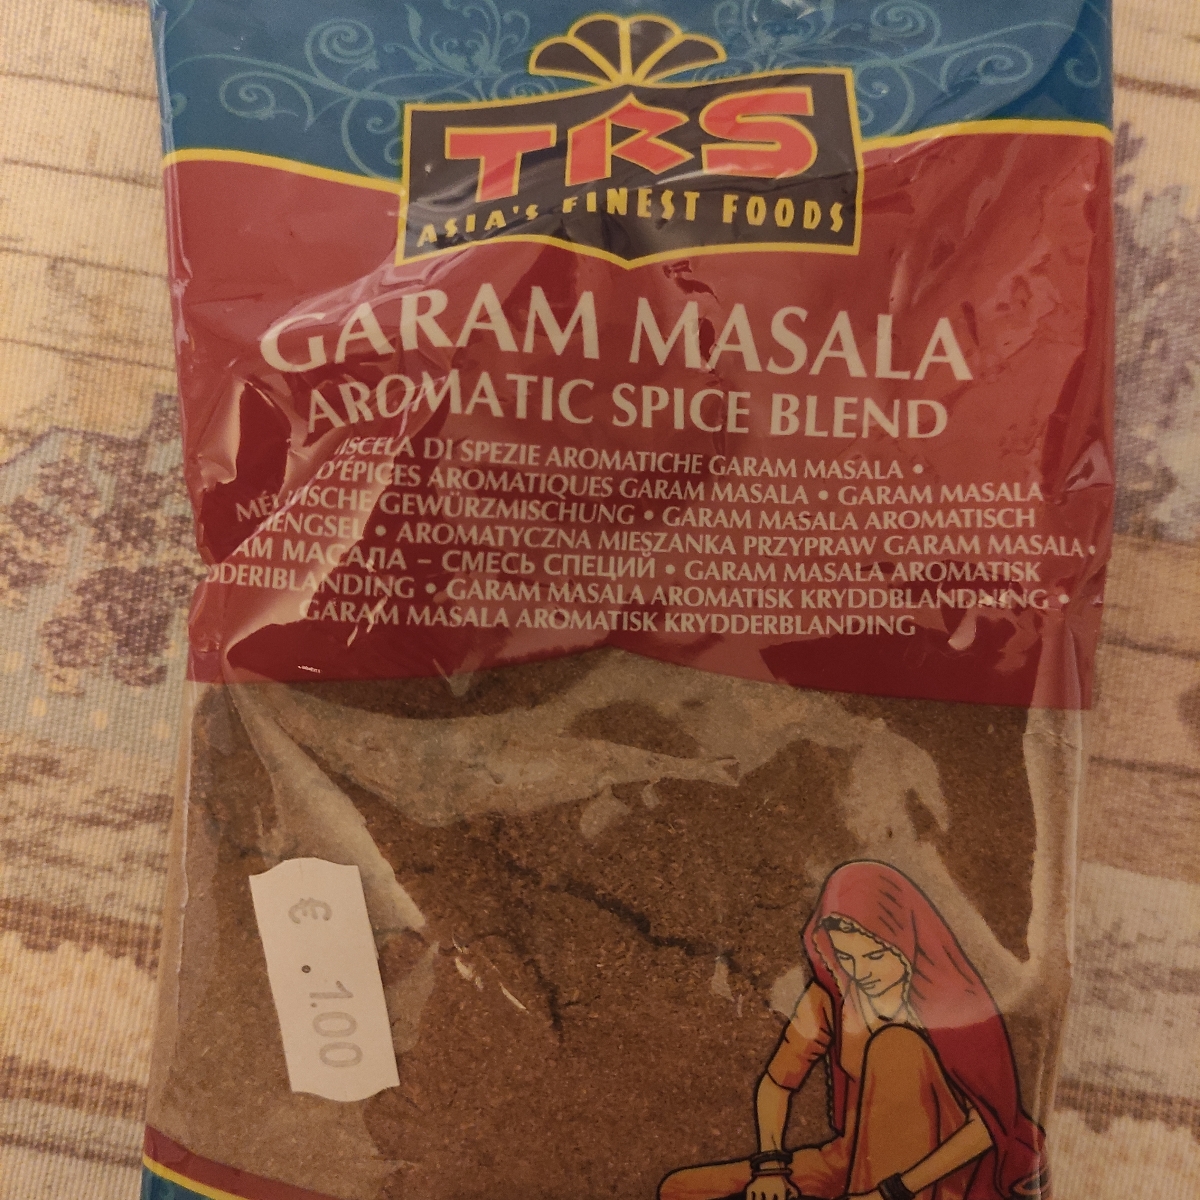 TRS
ASIA'S FINEST FOODS
GARAM MASALA
AROMATIC SPICE BLEND
DI SPEZIE AROMATICHE GARAM MASALA •
D'ÉPICES AROMATIQUES GARAM MASALA • GARAM MASALA
GEWÜRZMISCHUNG • GARAM MASALA AROMATISCH
MENGSEL • AROMATYCZNA MIESZANKA PRZYPRAW GARAM MASALA •
МАСАЛА – СМЕСЬ СПЕЦИЙ • GARAM MASALA AROMATISK
• GARAM MASALA AROMATISK KRYDDBLANDNING •
GARAM MASALA AROMATISK KRYDDERBLANDING
€ .1.00